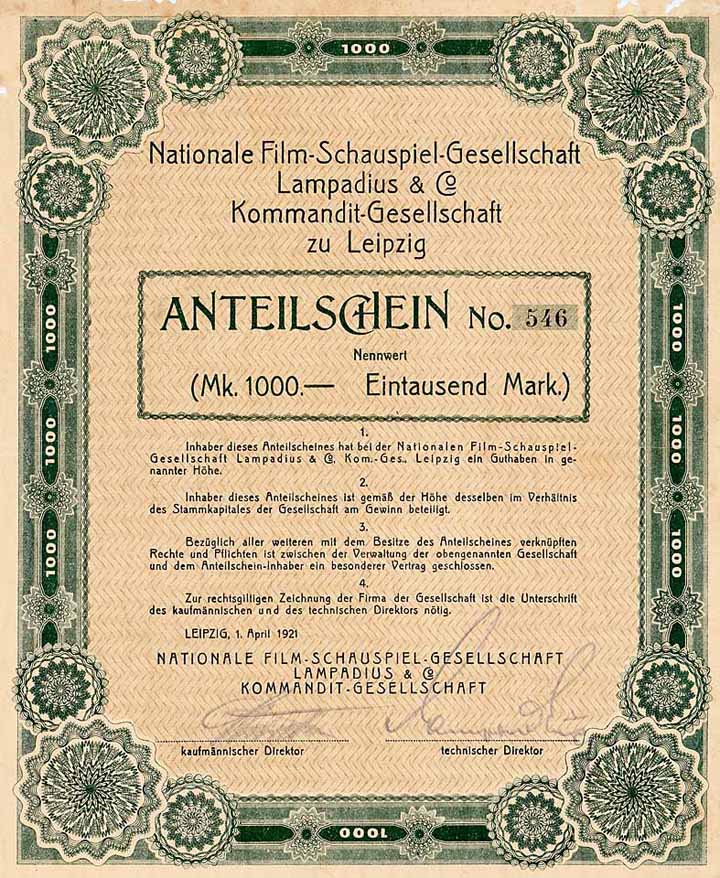 1000
Nationale Film-Schauspiel-Gesellschaft
Lampadius & Co
Kommandit-Gesellschaft
zu Leipzig
ANTEILSCHEIN No. 546
Nennwert
(Mk. 1000.— Eintausend Mark.)
1.
Inhaber dieses Anteilscheines hat bei der Nationalen Film-Schauspiel-
Gesellschaft Lampadius & Co, Kom.-Ges., Leipzig ein Guthaben in ge-
nannter Höhe.
2.
Inhaber dieses Anteilscheines ist gemäß der Höhe desselben im Verhältnis
des Stammkapitales der Gesellschaft am Gewinn beteiligt.
3.
Bezüglich aller weiteren mit dem Besitze des Anteilscheines verknüpften
Rechte und Pflichten ist zwischen der Verwaltung der obengenannten Gesellschaft
und dem Anteilschein-Inhaber ein besonderer Vertrag geschlossen.
4.
Zur rechtsgiltigen Zeichnung der Firma der Gesellschaft ist die Unterschrift
des kaufmännischen und des technischen Direktors nötig.
LEIPZIG, 1. April 1921
NATIONALE FILM-SCHAUSPIEL-GESELLSCHAFT
LAMPADIUS & Co
KOMMANDIT-GESELLSCHAFT
Lampadius
kaufmännischer Direktor technischer Direktor
1000
1000
1000
1000
1000
1000
1000